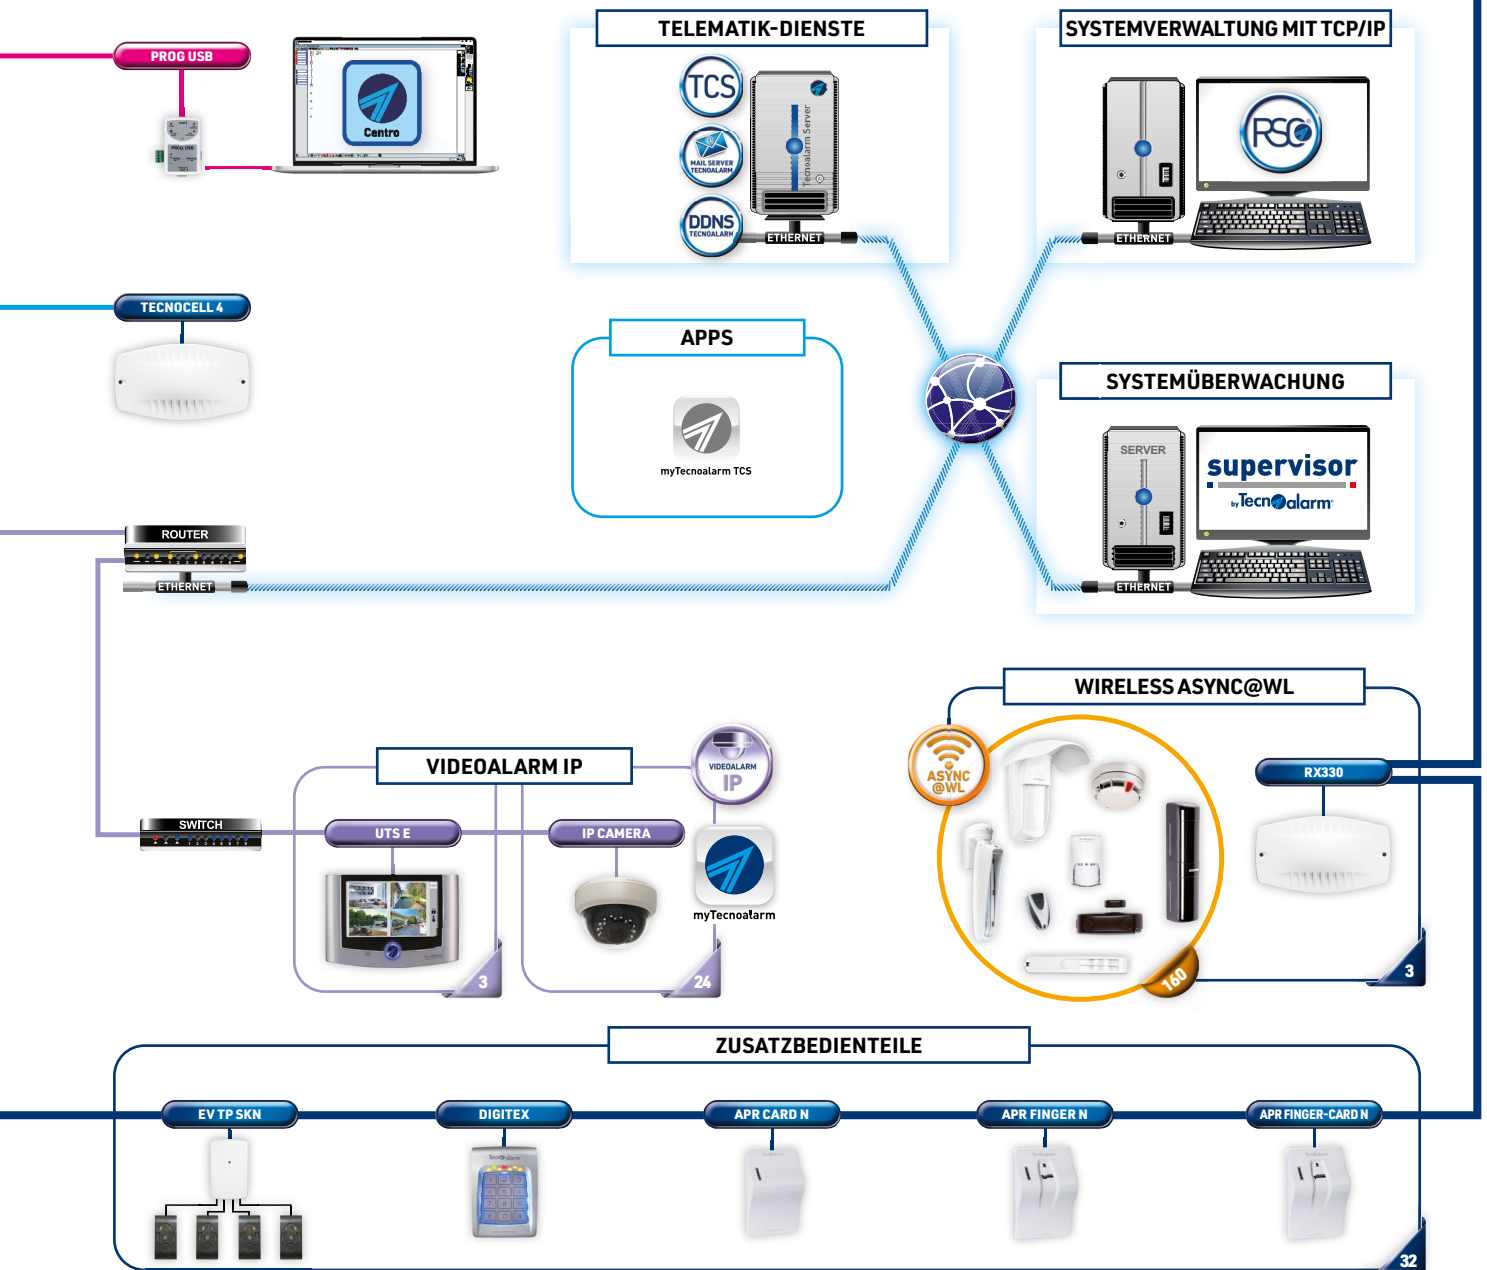 TELEMATIK-DIENSTE
SYSTEMVERWALTUNG MIT TCP/IP
PROG USB
Centro
PROG USB
TCS
MAIL SERVER
TECNOALARM
DDNS
TECNOALARM
Tecnoalarm Server
ETHERNET
RSC
ETHERNET
TECNOCELL 4
APPS
myTecnoalarm TCS
SYSTEMÜBERWACHUNG
SERVER
supervisor
by Tecnoalarm
ETHERNET
ROUTER
ETHERNET
WIRELESS ASYNC@WL
ASYNC
@WL
RX330
160
3
VIDEOALARM IP
VIDEOALARM
IP
SWITCH
UTS E
IP CAMERA
myTecnoalarm
3
24
ZUSATZBEDIENTEILE
EV TP SKN
DIGITEX
APR CARD N
APR FINGER N
APR FINGER-CARD N
Tecnoalarm
32